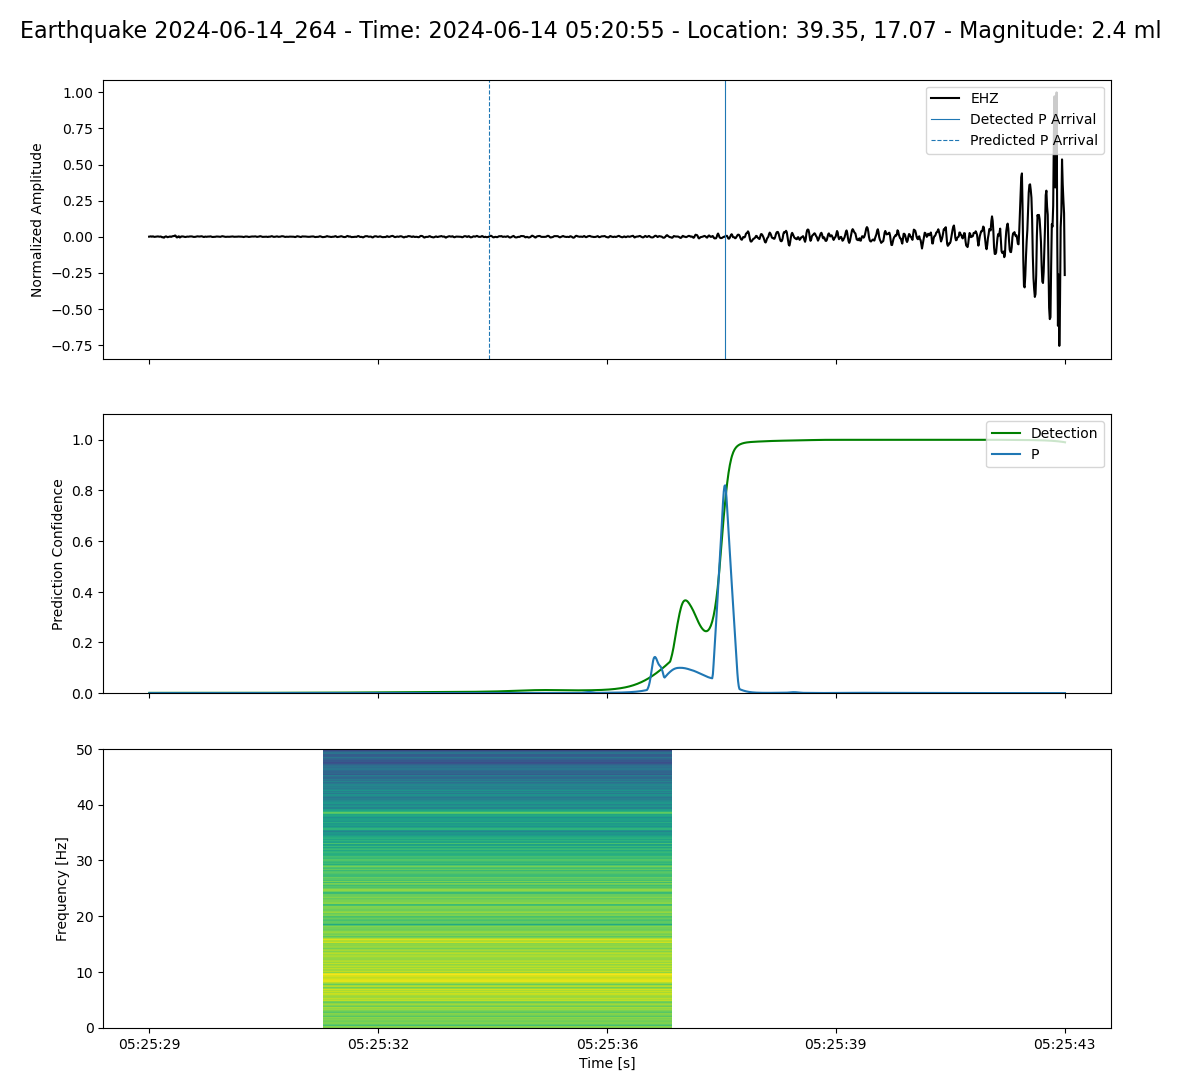 Earthquake 2024-06-14_264 - Time: 2024-06-14 05:20:55 - Location: 39.35, 17.07 - Magnitude: 2.4 ml
Normalized Amplitude
1.00
0.75
0.50
0.25
0.00
−0.25
−0.50
−0.75
EHZ
Detected P Arrival
Predicted P Arrival
Prediction Confidence
1.0
0.8
0.6
0.4
0.2
0.0
Detection
P
Frequency [Hz]
50
40
30
20
10
0
05:25:29 05:25:32 05:25:36 05:25:39 05:25:43
Time [s]